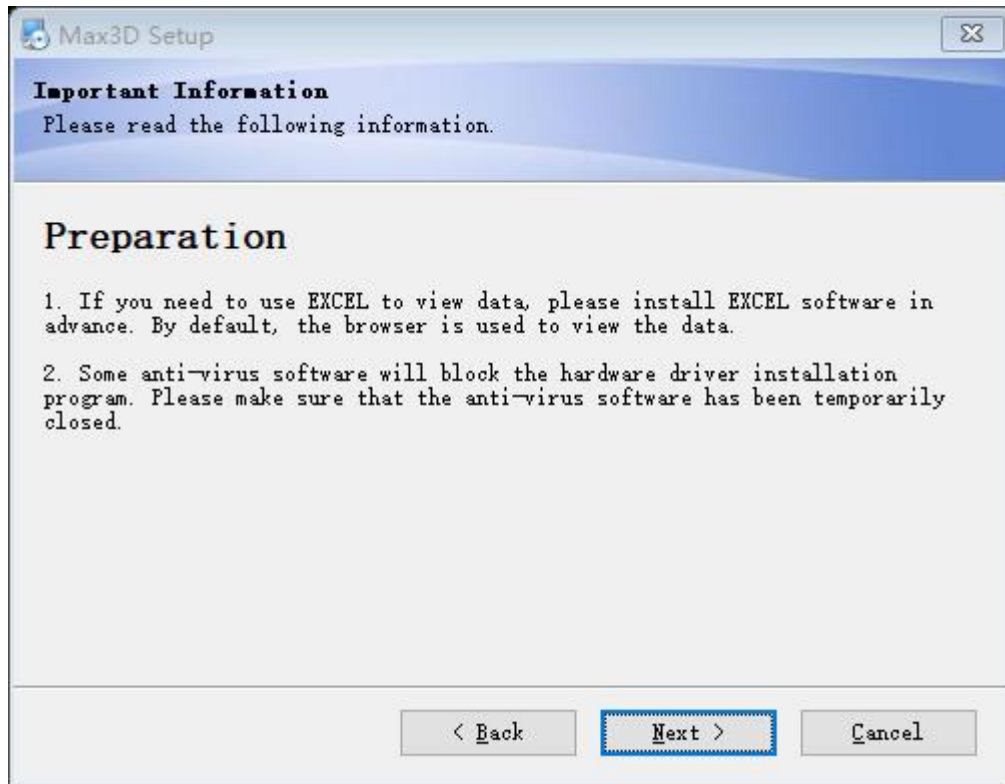 Max3D Setup
Important Information
Please read the following information.
Preparation
1. If you need to use EXCEL to view data, please install EXCEL software in
advance. By default, the browser is used to view the data.
2. Some anti-virus software will block the hardware driver installation
program. Please make sure that the anti-virus software has been temporarily
closed.
< Back
Next >
Cancel